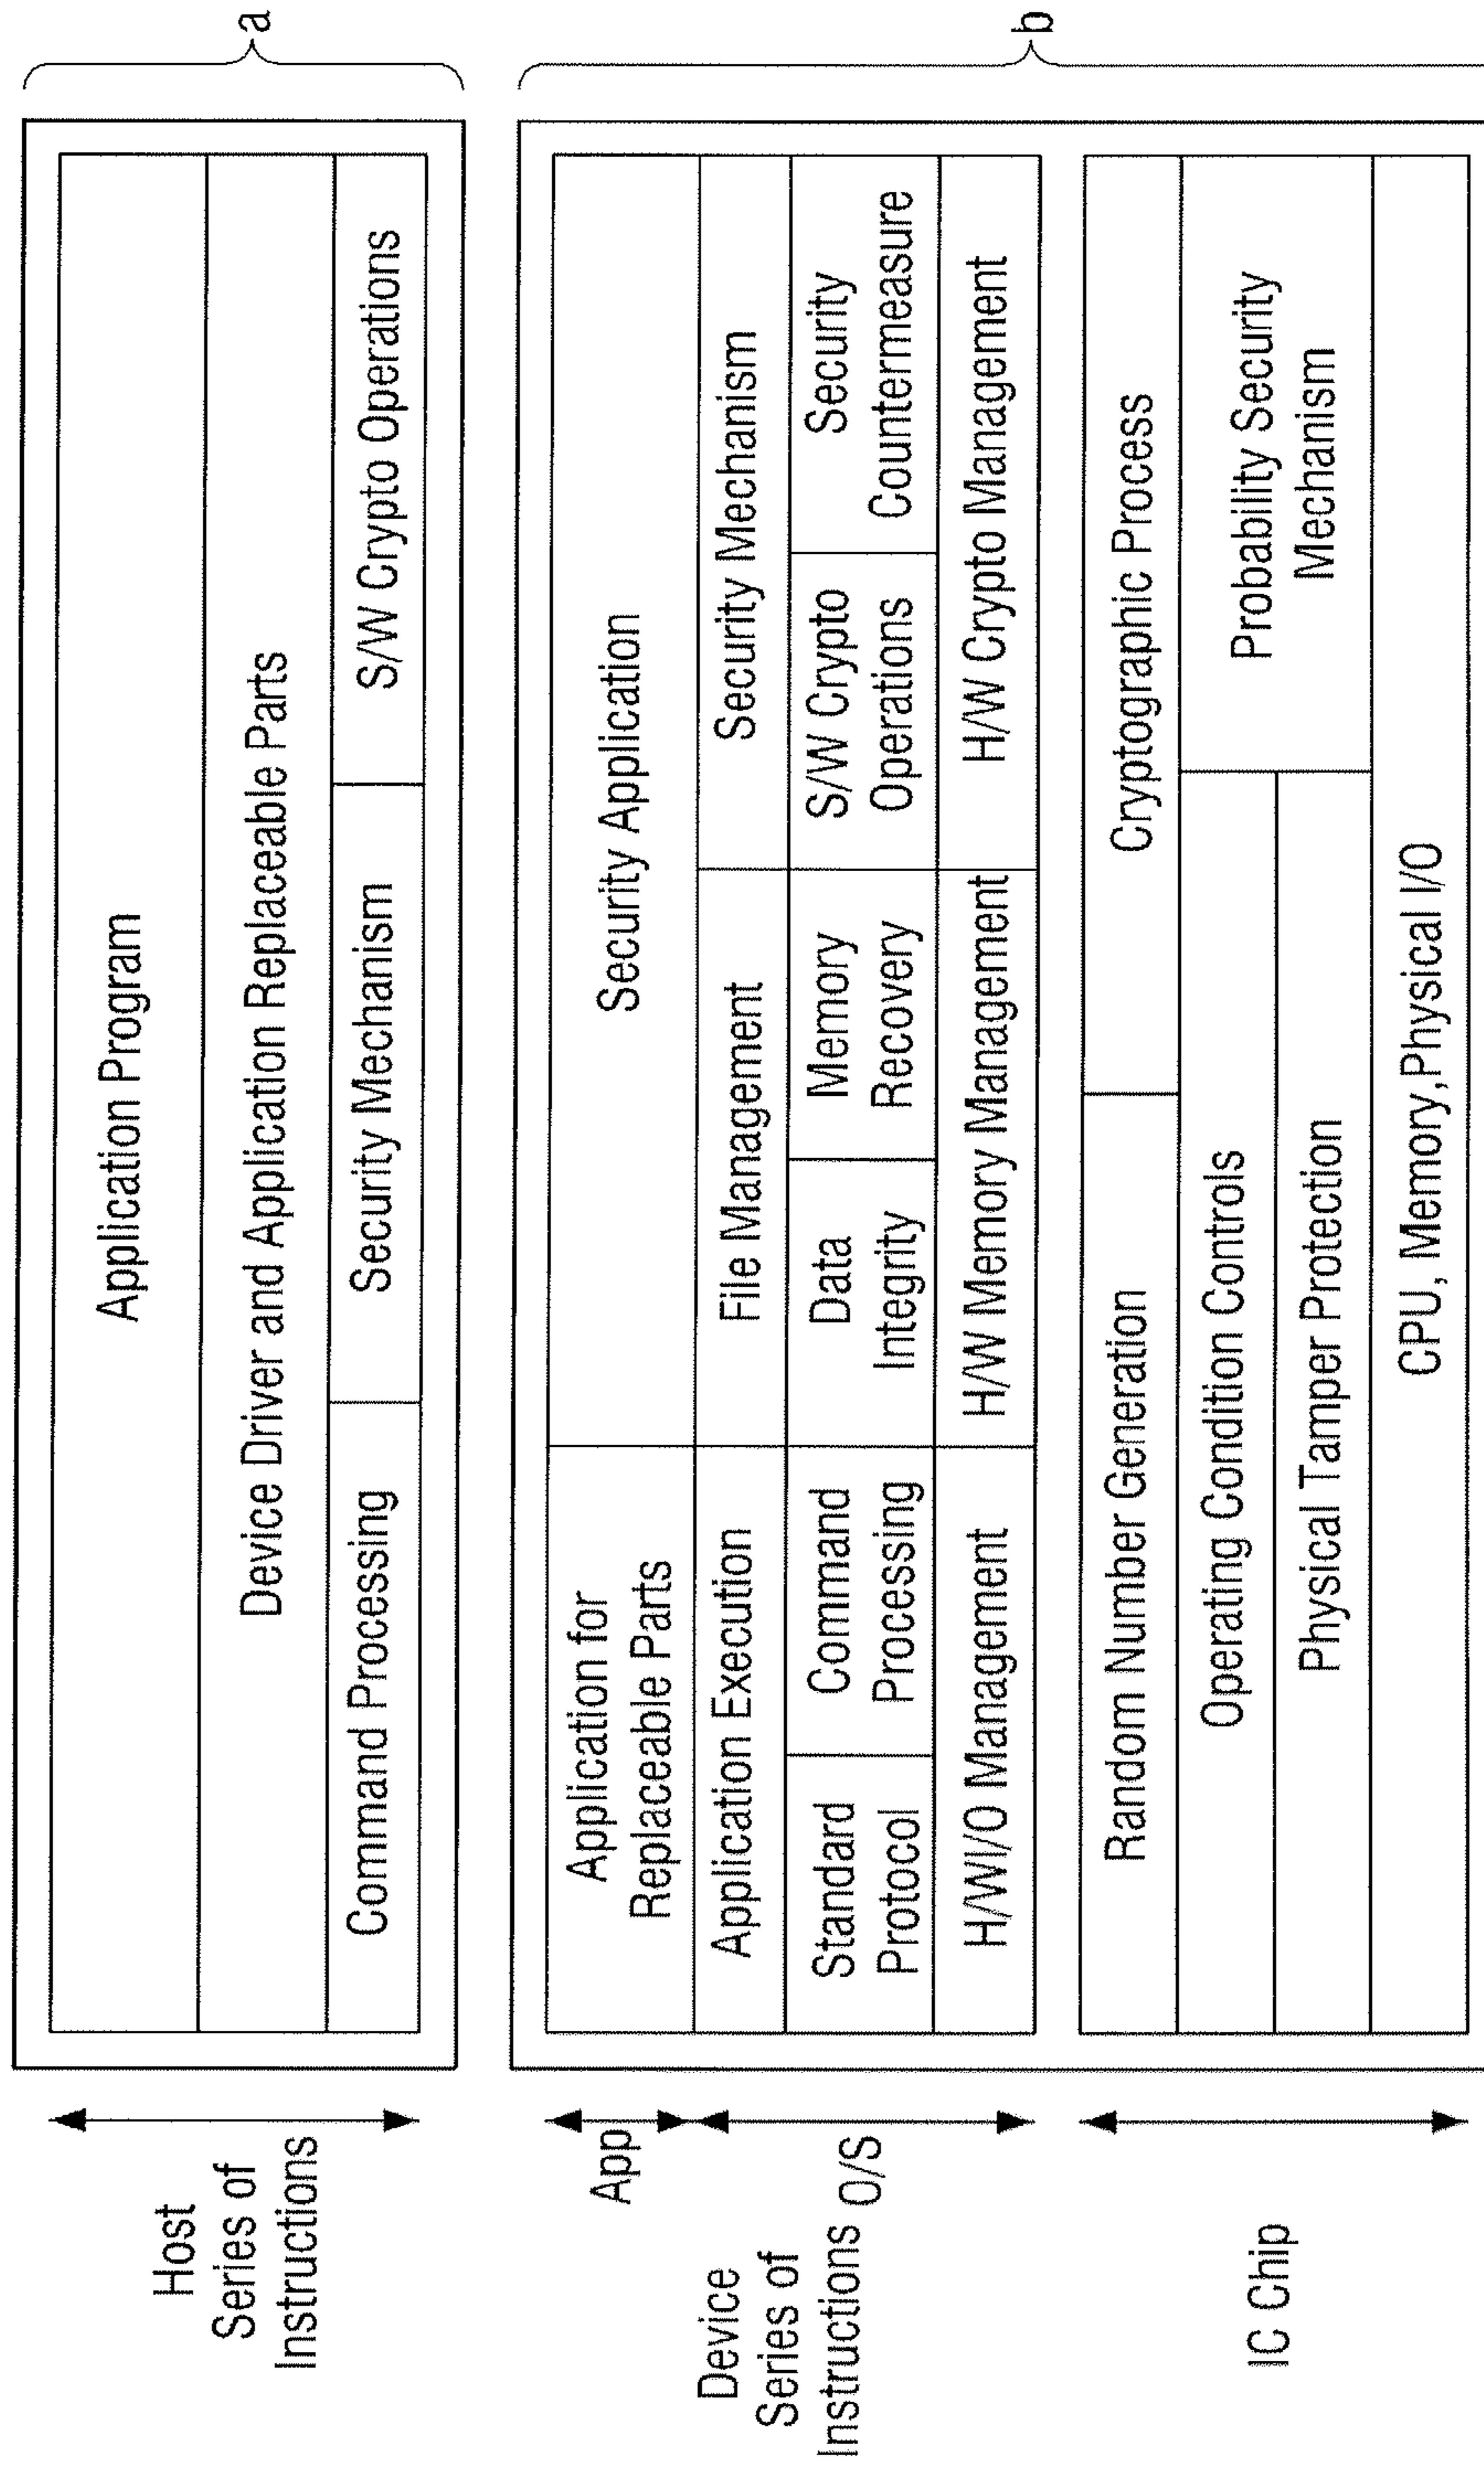 Host
Series of
Instructions
Application Program
Device Driver and Application Replaceable Parts
Command Processing
Security Mechanism
S/W Crypto Operations
a
App
Device
Series of
Instructions O/S
Application for
Replaceable Parts
Security Application
Application Execution
File Management
Security Mechanism
Standard
Protocol
Command
Processing
Data
Integrity
Memory
Recovery
S/W Crypto
Operations
Security
Countermeasure
H/WI/O Management
H/W Memory Management
H/W Crypto Management
b
IC Chip
Random Number Generation
Cryptographic Process
Operating Condition Controls
Probability Security
Mechanism
Physical Tamper Protection
CPU, Memory,Physical I/O